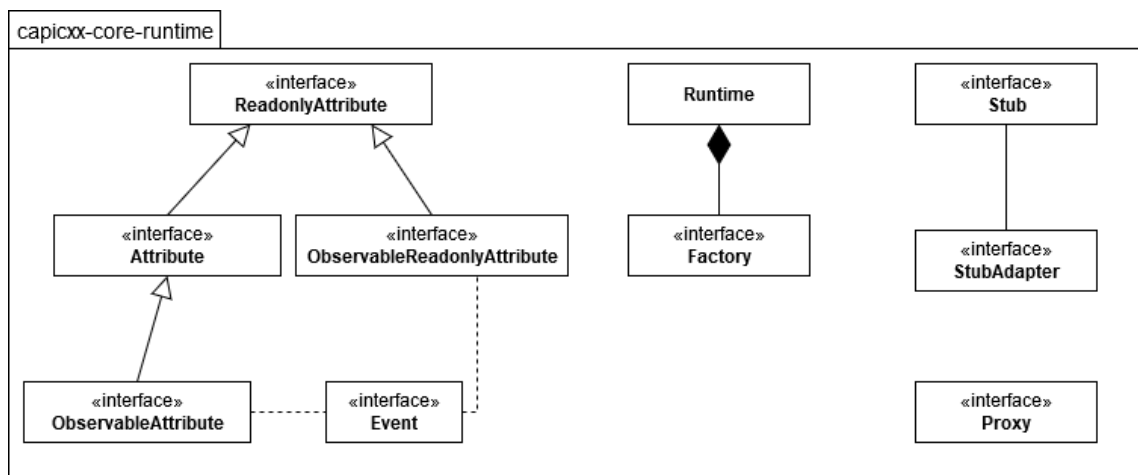 capicxx-core-runtime
«interface»
ReadonlyAttribute
Runtime
«interface»
Stub
«interface»
Attribute
«interface»
ObservableReadonlyAttribute
«interface»
Factory
«interface»
StubAdapter
«interface»
ObservableAttribute
«interface»
Event
«interface»
Proxy